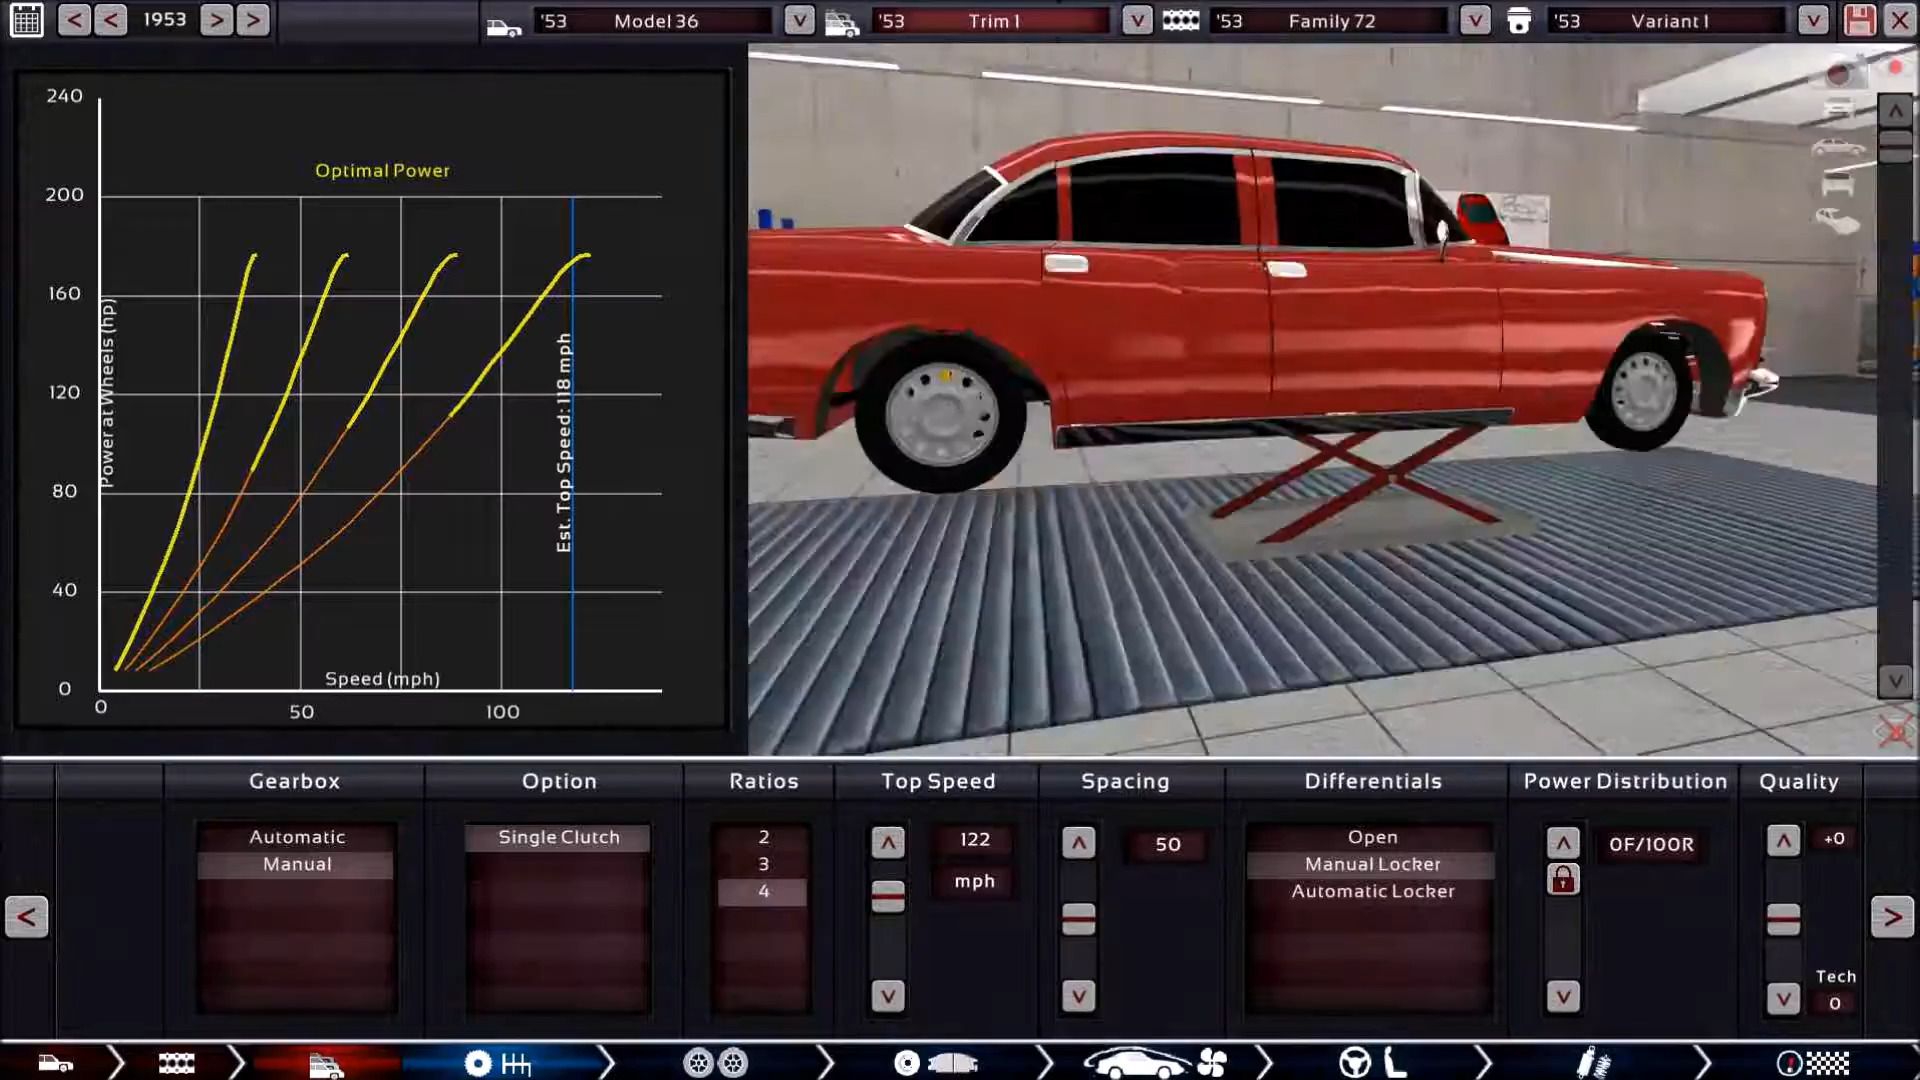 1953
'53 Model 36
'53 Trim 1
'53 Family 72
'53 Variant 1
240
200
160
120
80
40
0
Optimal Power
Power at Wheels (hp)
Est. Top Speed: 118 mph
Speed (mph)
0 50 100
Gearbox
Automatic
Manual
Option
Single Clutch
Ratios
2
3
4
Top Speed
122
mph
Spacing
50
Differentials
Open
Manual Locker
Automatic Locker
Power Distribution
0F/100R
Quality
+0
Tech
0